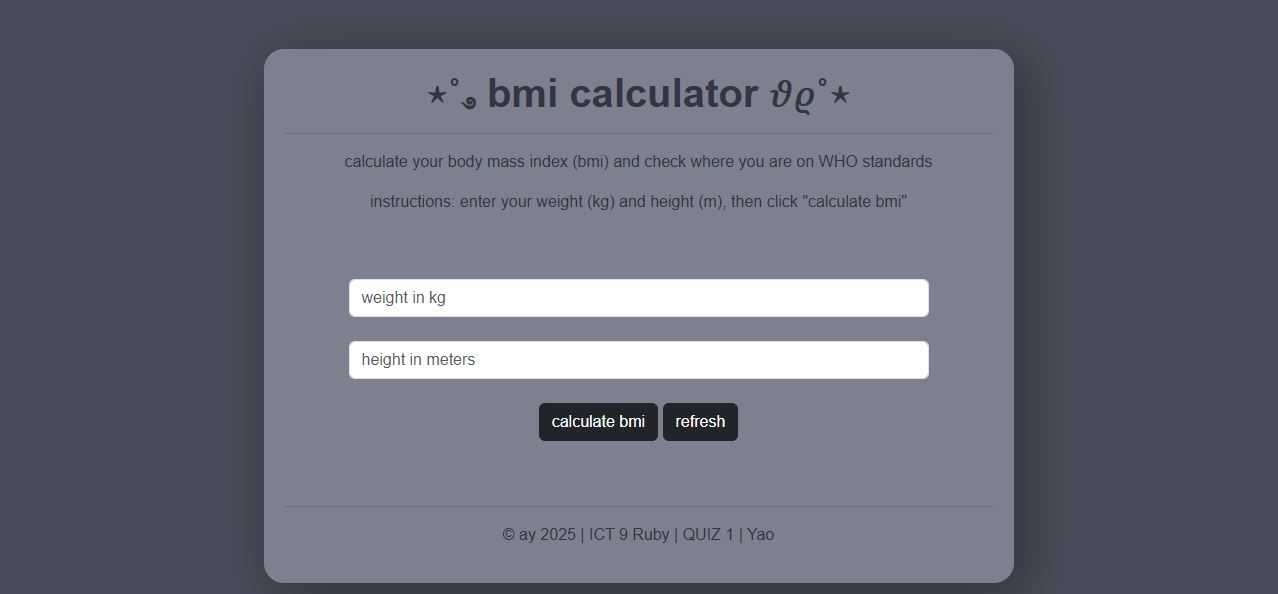 ⋆˚࿔ bmi calculator 𝜗𝜚˚⋆
calculate your body mass index (bmi) and check where you are on WHO standards
instructions: enter your weight (kg) and height (m), then click "calculate bmi"
weight in kg
height in meters
calculate bmi refresh
© ay 2025 | ICT 9 Ruby | QUIZ 1 | Yao